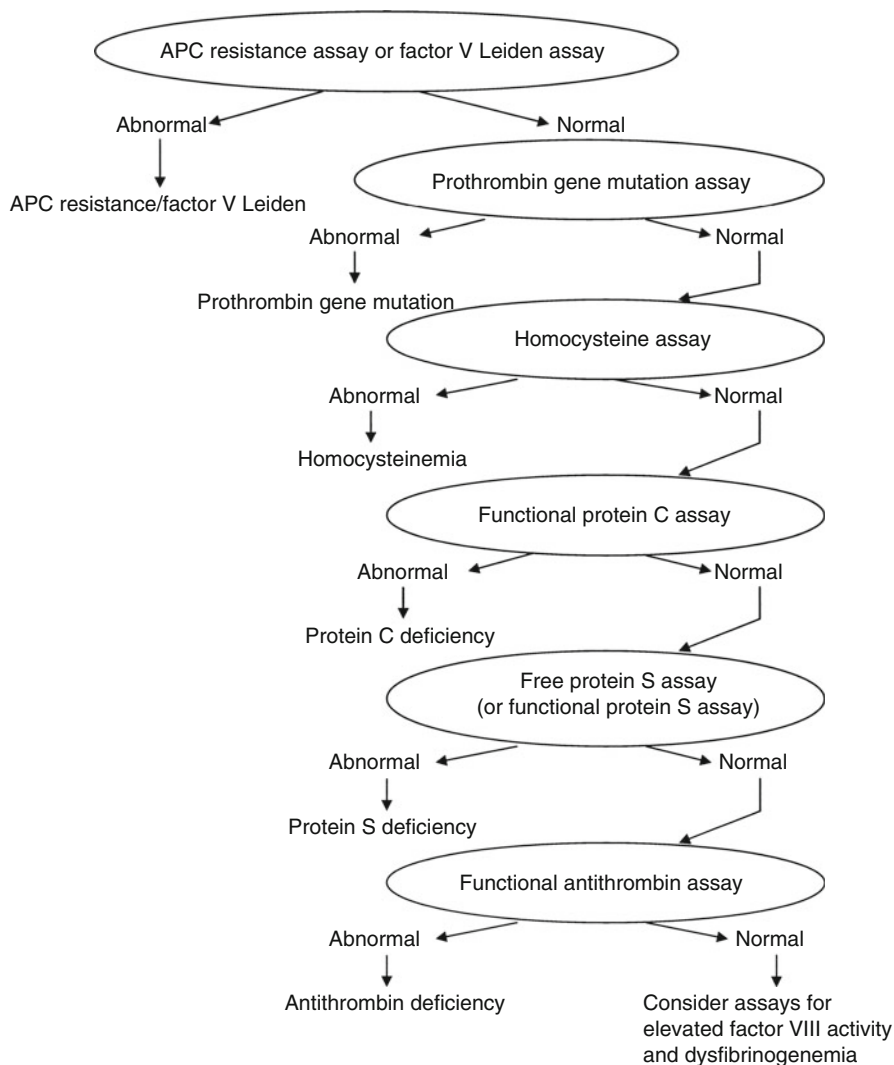 APC resistance assay or factor V Leiden assay
Abnormal
Normal
APC resistance/factor V Leiden
Prothrombin gene mutation assay
Abnormal
Normal
Prothrombin gene mutation
Homocysteine assay
Abnormal
Normal
Homocysteinemia
Functional protein C assay
Abnormal
Normal
Protein C deficiency
Free protein S assay
(or functional protein S assay)
Abnormal
Normal
Protein S deficiency
Functional antithrombin assay
Abnormal
Normal
Antithrombin deficiency
Consider assays for
elevated factor VIII activity
and dysfibrinogenemia